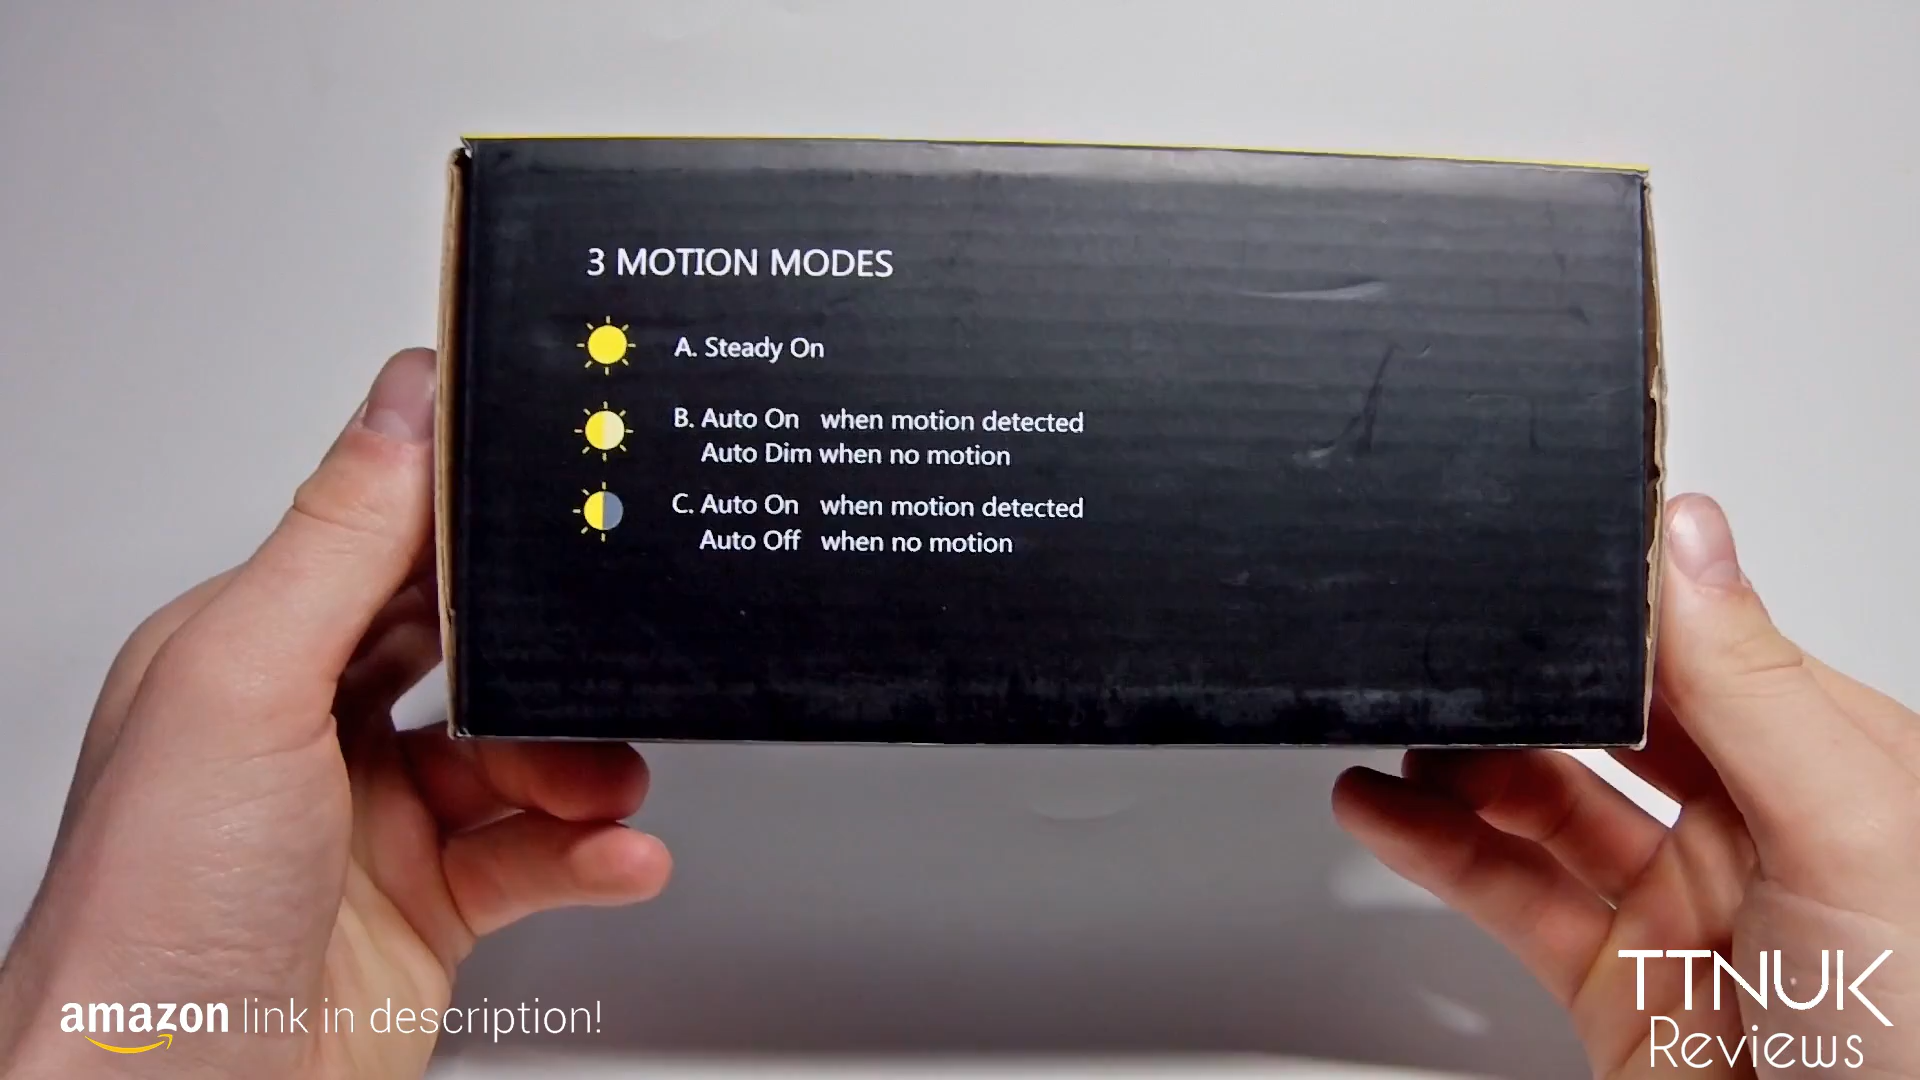 3 MOTION MODES
A. Steady On
B. Auto On when motion detected
Auto Dim when no motion
C. Auto On when motion detected
Auto Off when no motion
amazon link in description!
TTNUK
Reviews